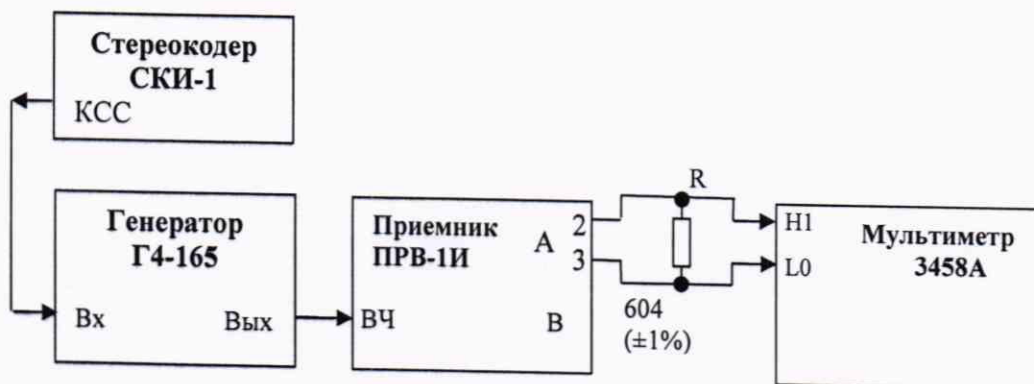 Стереокодер
СКИ-1
КСС
Генератор
Г4-165
Вх
Вых
Приемник
ПРВ-1И
ВЧ
А
2
3
В
R
604
(±1%)
H1
L0
Мультиметр
3458А